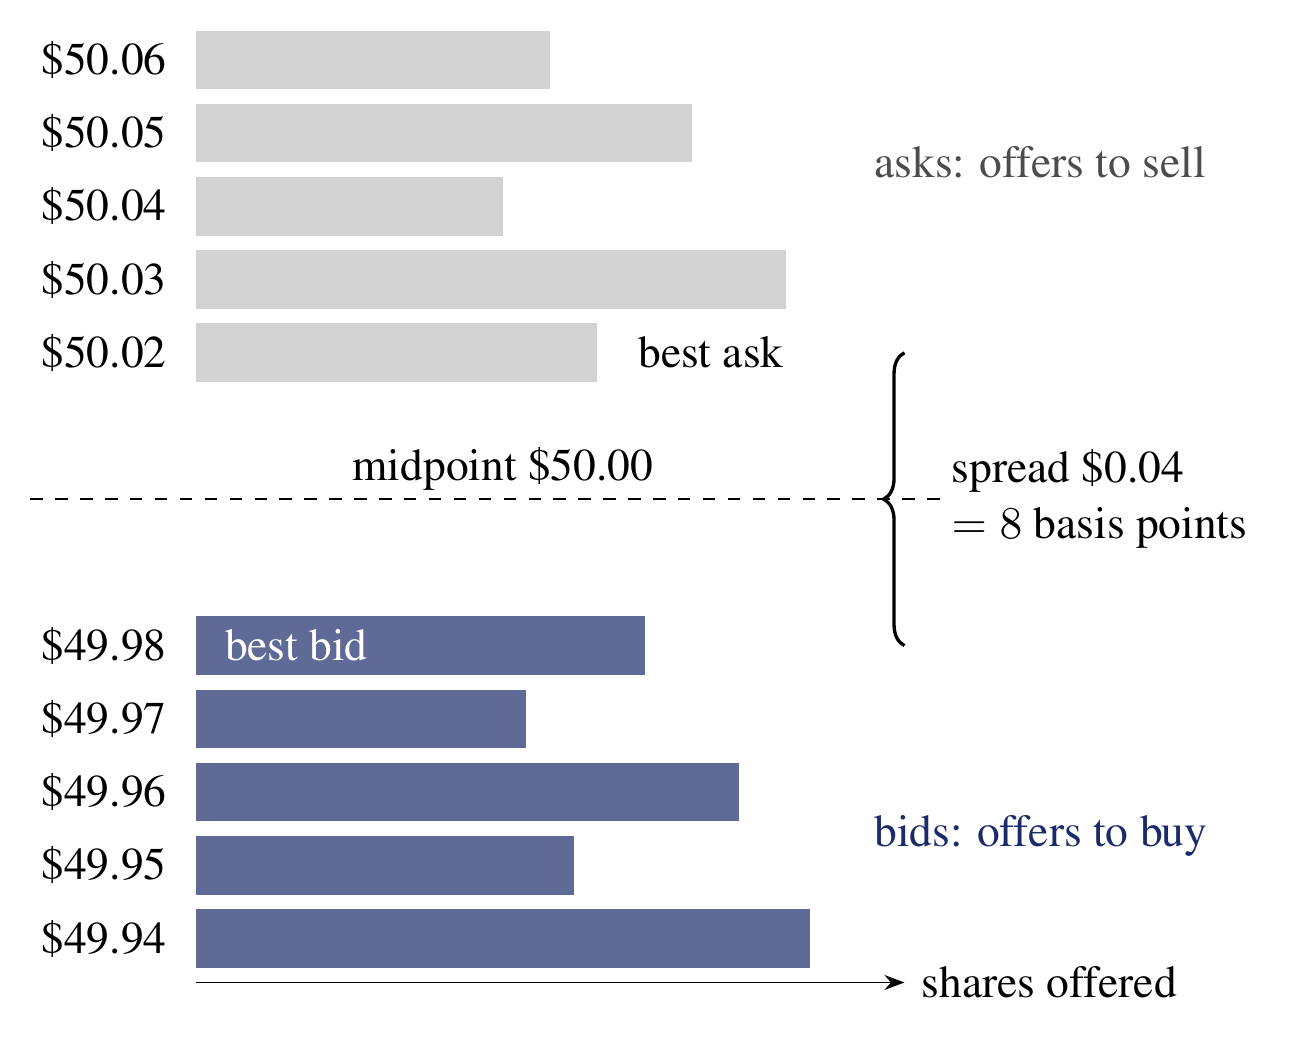 $50.06
$50.05
asks: offers to sell
$50.04
$50.03
$50.02 best ask
midpoint $50.00
spread $0.04
= 8 basis points
$49.98 best bid
$49.97
$49.96
bids: offers to buy
$49.95
$49.94
shares offered